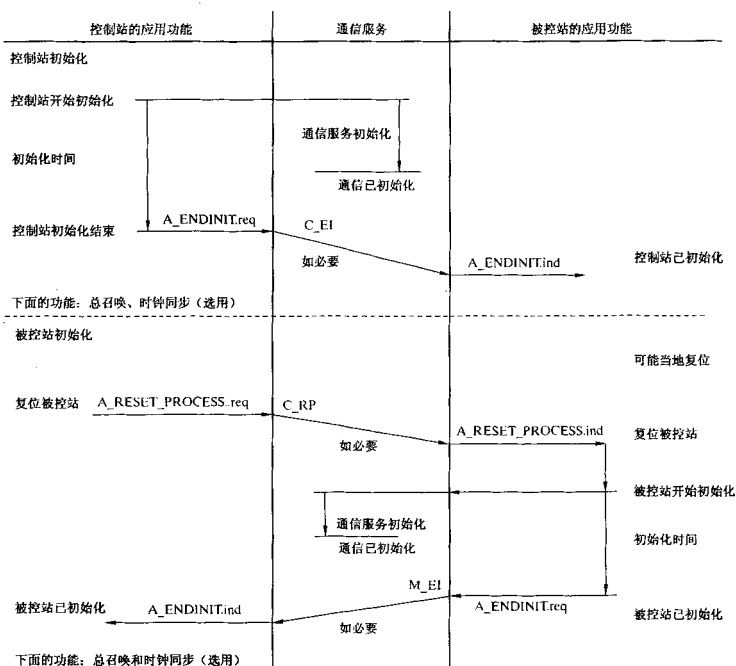 控制站的应用功能 通信服务 被控站的应用功能
控制站初始化
控制站开始初始化
通信服务初始化
初始化时间
通信已初始化
A_ENDINIT.req C_EI
控制站初始化结束
如必要 A_ENDINIT.ind 控制站已初始化
下面的功能：总召唤、时钟同步（选用）
被控站初始化
可能当地复位
复位被控站 A_RESET_PROCESS..req C_RP
如必要 A_RESET_PROCESS.ind 复位被控站
被控站开始初始化
通信服务初始化
通信已初始化 初始化时间
M_EI
被控站已初始化 A_ENDINIT.ind A_ENDINIT.req 被控站已初始化
如必要
下面的功能：总召唤和时钟同步（选用）